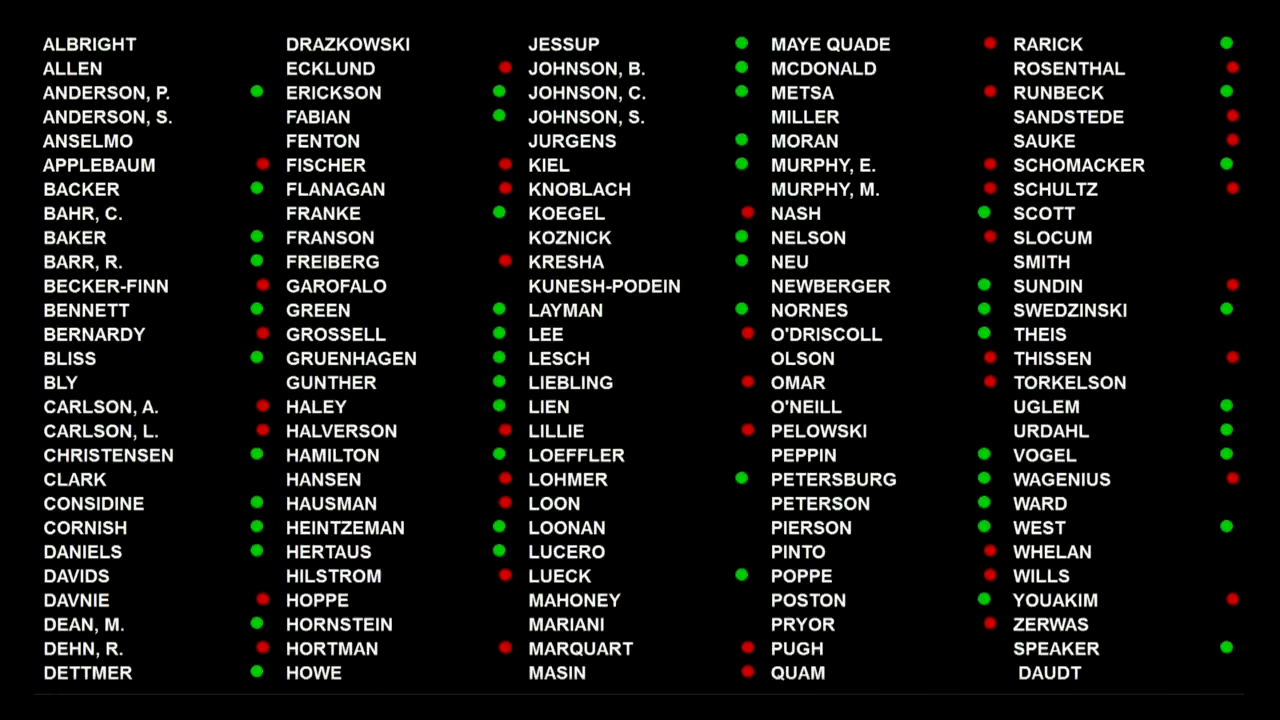 ALBRIGHT
ALLEN
ANDERSON, P.
ANDERSON, S.
ANSELMO
APPLEBAUM
BACKER
BAHR, C.
BAKER
BARR, R.
BECKER-FINN
BENNETT
BERNARDY
BLISS
BLY
CARLSON, A.
CARLSON, L.
CHRISTENSEN
CLARK
CONSIDINE
CORNISH
DANIELS
DAVIDS
DAVNIE
DEAN, M.
DEHN, R.
DETTMER
DRAZKOWSKI
ECKLUND
ERICKSON
FABIAN
FENTON
FISCHER
FLANAGAN
FRANKE
FRANSON
FREIBERG
GAROFALO
GREEN
GROSSELL
GRUENHAGEN
GUNTHER
HALEY
HALVERSON
HAMILTON
HANSEN
HAUSMAN
HEINTZEMAN
HERTAUS
HILSTROM
HOPPE
HORNSTEIN
HORTMAN
HOWE
JESSUP
JOHNSON, B.
JOHNSON, C.
JOHNSON, S.
JURGENS
KIEL
KNOBLACH
KOEGEL
KOZNICK
KRESHA
KUNESH-PODEIN
LAYMAN
LEE
LESCH
LIEBLING
LIEN
LILLIE
LOEFFLER
LOHMER
LOON
LOONAN
LUCERO
LUECK
MAHONEY
MARIANI
MARQUART
MASIN
MAYE QUADE
MCDONALD
METSA
MILLER
MORAN
MURPHY, E.
MURPHY, M.
NASH
NELSON
NEU
NEWBERGER
NORNES
O'DRISCOLL
OLSON
OMAR
O'NEILL
PELOWSKI
PEPPIN
PETERSBURG
PETERSON
PIERSON
PINTO
POPPE
POSTON
PRYOR
PUGH
QUAM
RARICK
ROSENTHAL
RUNBECK
SANDSTEDE
SAUKE
SCHOMACKER
SCHULTZ
SCOTT
SLOCUM
SMITH
SUNDIN
SWEDZINSKI
THEIS
THISSEN
TORKELSON
UGLEM
URDAHL
VOGEL
WAGENIUS
WARD
WEST
WHELAN
WILLS
YOUAKIM
ZERWAS
SPEAKER
DAUDT